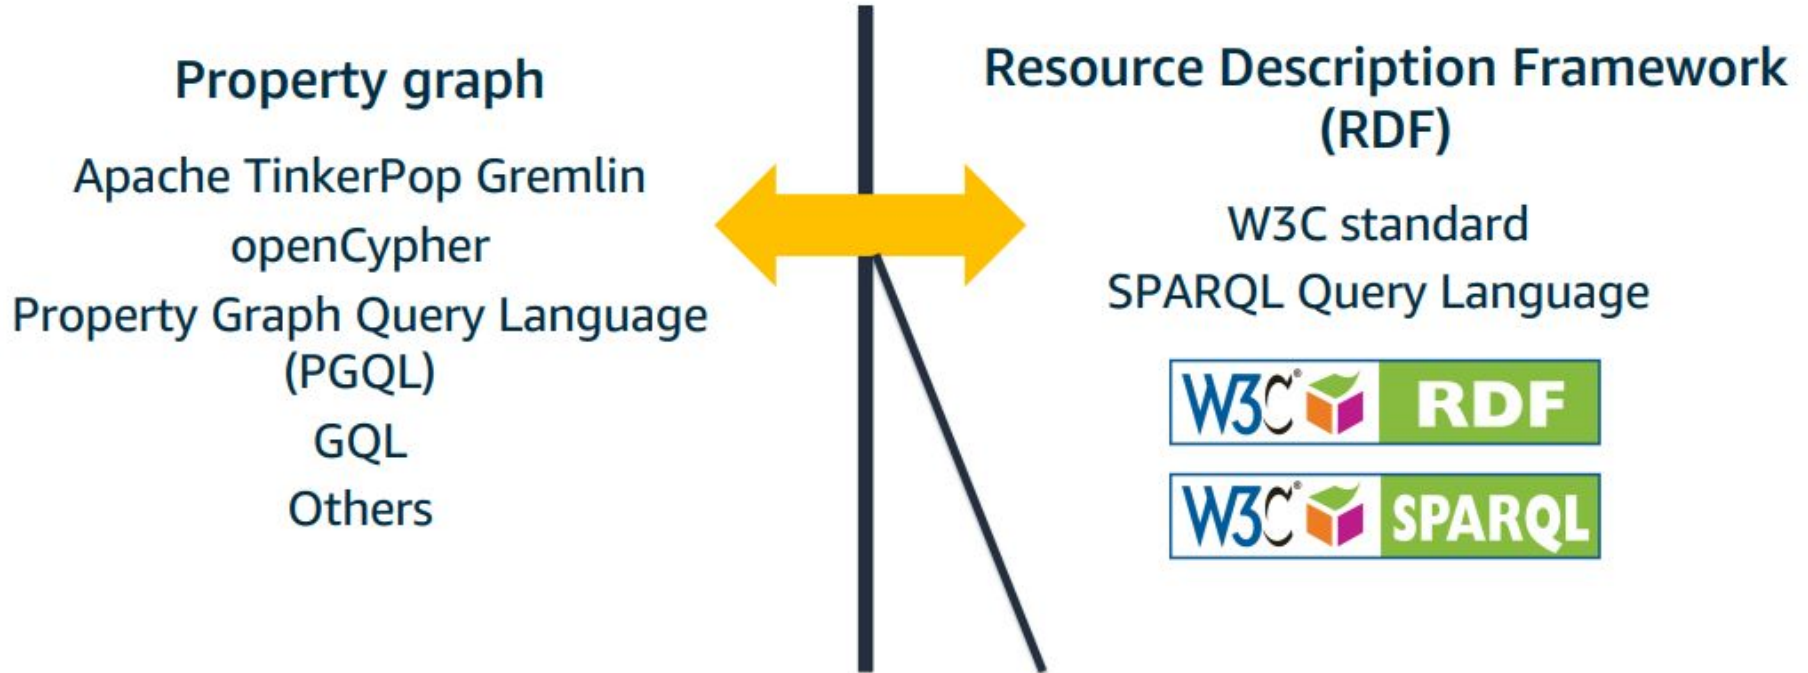 Property graph
Apache TinkerPop Gremlin
openCypher
Property Graph Query Language
(PGQL)
GQL
Others
Resource Description Framework
(RDF)
W3C standard
SPARQL Query Language
W3C® RDF
W3C® SPARQL